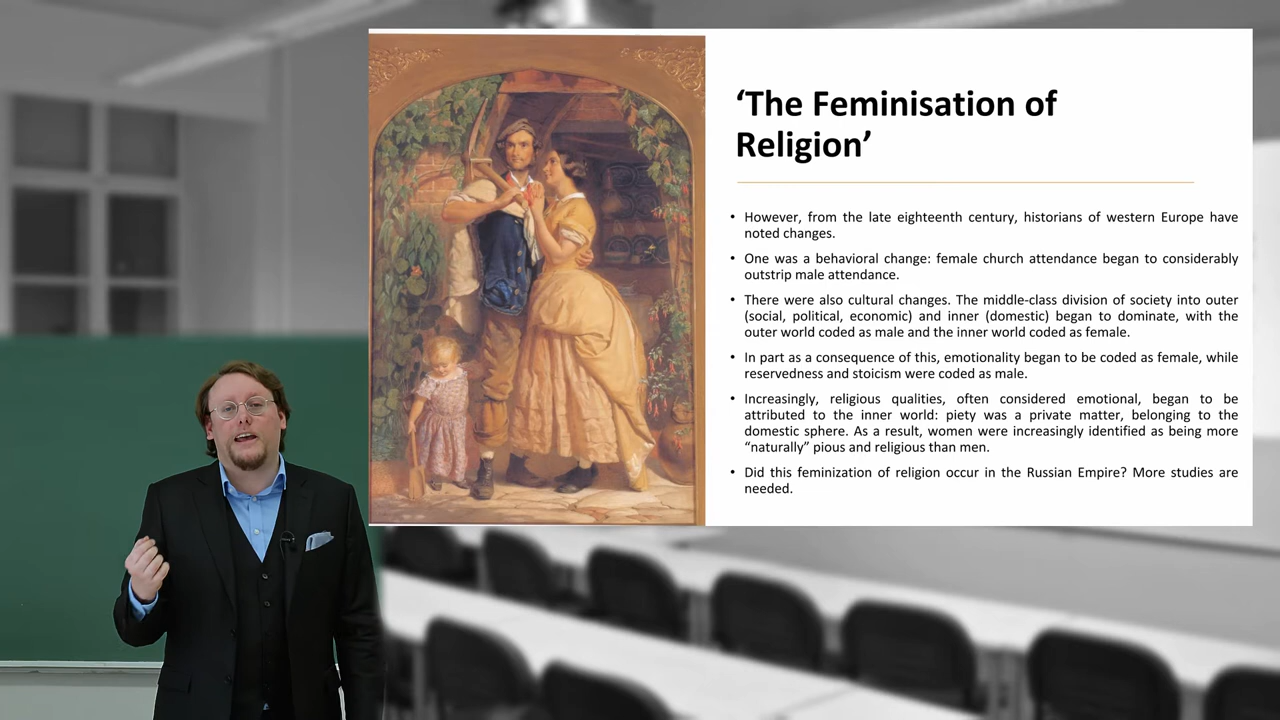 ‘The Feminisation of
Religion’
• However, from the late eighteenth century, historians of western Europe have
noted changes.
• One was a behavioral change: female church attendance began to considerably
outstrip male attendance.
• There were also cultural changes. The middle-class division of society into outer
(social, political, economic) and inner (domestic) began to dominate, with the
outer world coded as male and the inner world coded as female.
• In part as a consequence of this, emotionality began to be coded as female, while
reservedness and stoicism were coded as male.
• Increasingly, religious qualities, often considered emotional, began to be
attributed to the inner world: piety was a private matter, belonging to the
domestic sphere. As a result, women were increasingly identified as being more
“naturally” pious and religious than men.
• Did this feminization of religion occur in the Russian Empire? More studies are
needed.